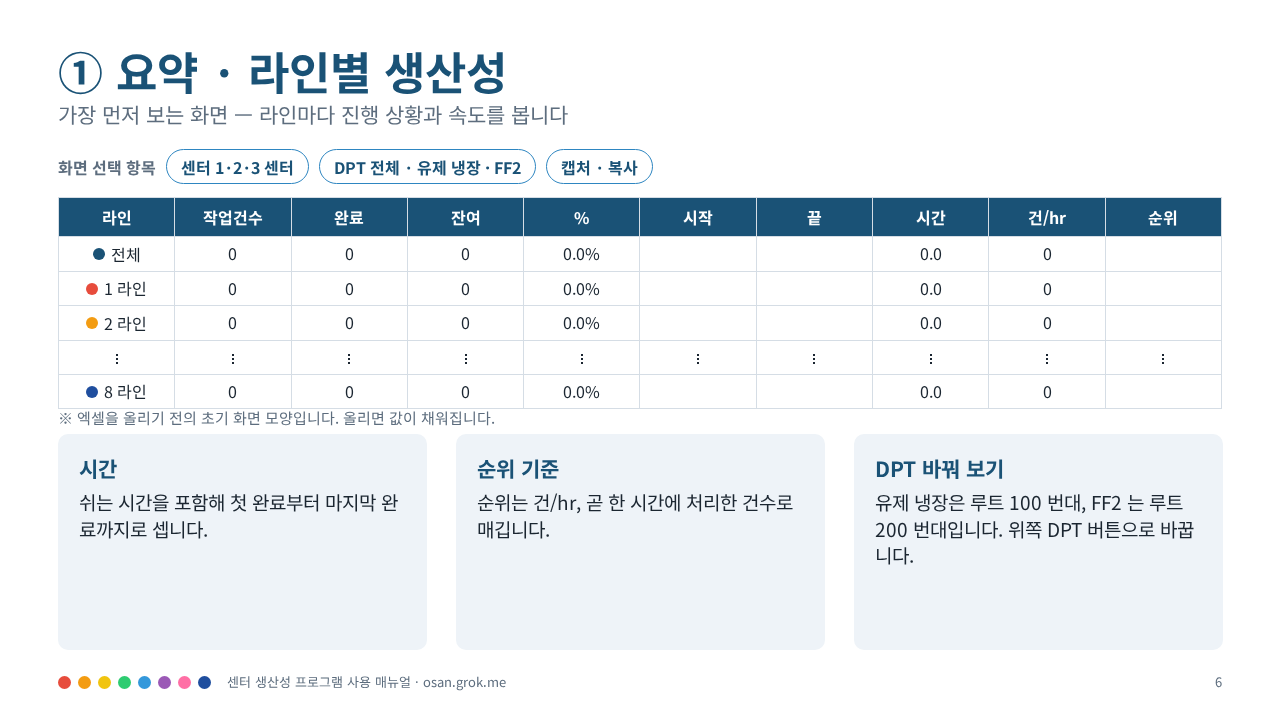 ① 요약 · 라인별 생산성
가장 먼저 보는 화면 — 라인마다 진행 상황과 속도를 봅니다
화면 선택 항목 센터 1·2·3 센터 DPT 전체 · 유제 냉장 · FF2 캡처 · 복사
라인 작업건수 완료 잔여 % 시작 끝 시간 건/hr 순위
전체 0 0 0 0.0% 0.0 0
1 라인 0 0 0 0.0% 0.0 0
2 라인 0 0 0 0.0% 0.0 0
⋮ ⋮ ⋮ ⋮ ⋮ ⋮ ⋮ ⋮ ⋮ ⋮
8 라인 0 0 0 0.0% 0.0 0
※ 엑셀을 올리기 전의 초기 화면 모양입니다. 올리면 값이 채워집니다.
시간
쉬는 시간을 포함해 첫 완료부터 마지막 완
료까지로 셉니다.
순위 기준
순위는 건/hr, 곧 한 시간에 처리한 건수로
매깁니다.
DPT 바꿔 보기
유제 냉장은 루트 100 번대, FF2 는 루트
200 번대입니다. 위쪽 DPT 버튼으로 바꿉
니다.
센터 생산성 프로그램 사용 매뉴얼 · osan.grok.me
6